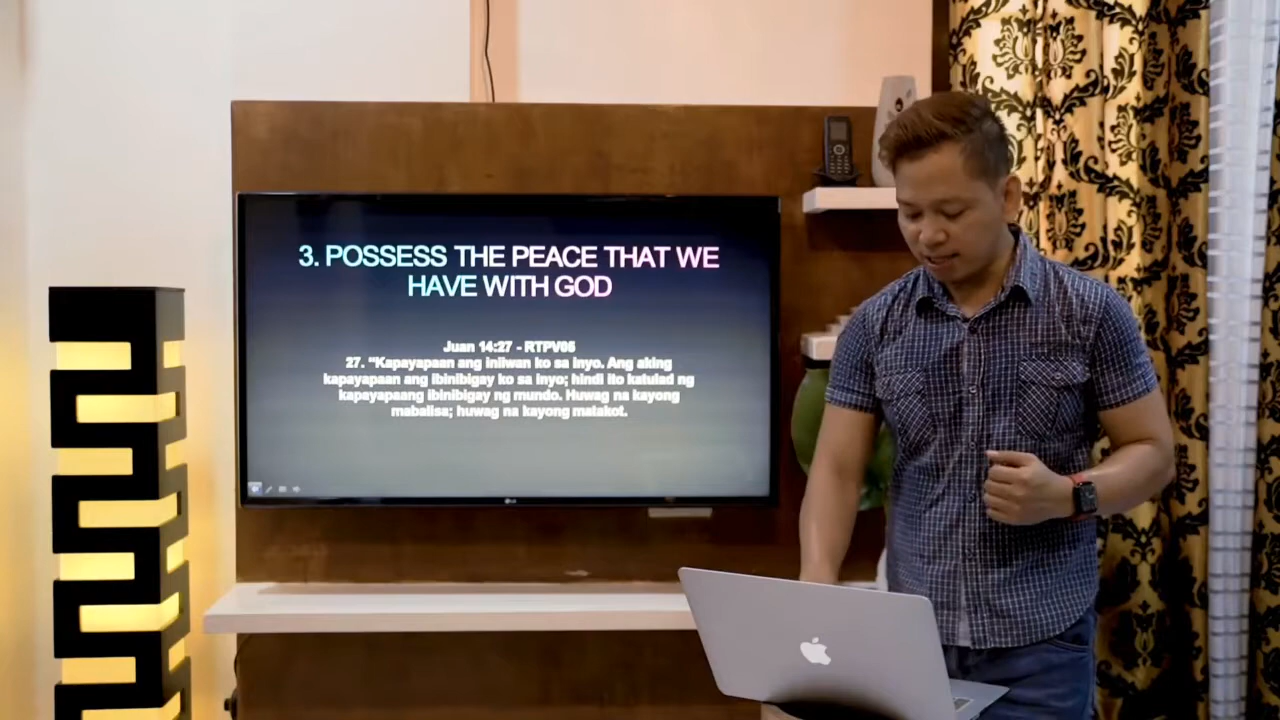 3. POSSESS THE PEACE THAT WE
HAVE WITH GOD
Juan 14:27 - RTPV05
27. “Kapayapaan ang iniiwan ko sa inyo. Ang aking
kapayapaan ang ibinibigay ko sa inyo; hindi ito katulad ng
kapayapaang ibinibigay ng mundo. Huwag na kayong
mabalisa; huwag na kayong matakot.
LG